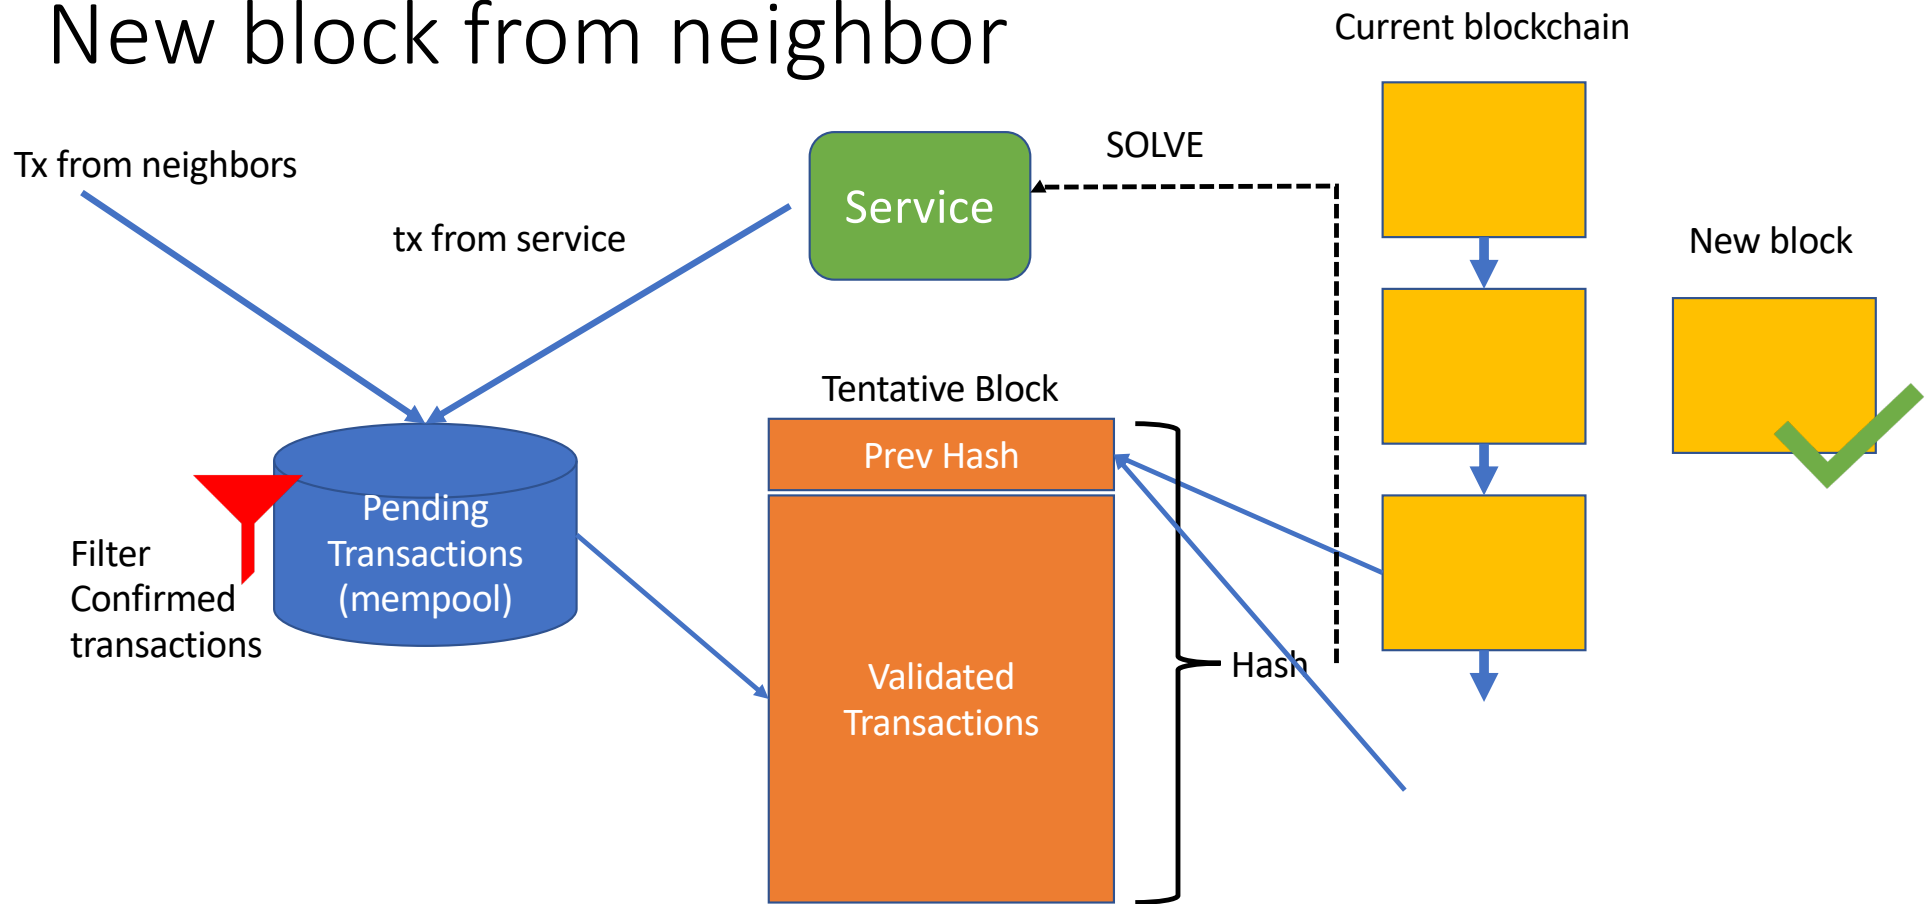 New block from neighbor
Current blockchain
Tx from neighbors
SOLVE
Service
tx from service
New block
Tentative Block
Prev Hash
Pending
Transactions
(mempool)
Filter
Confirmed
transactions
Validated
Transactions
Hash